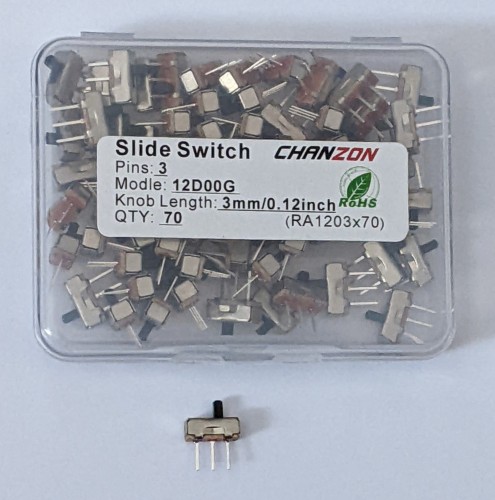 Slide Switch CHANZON
Pins: 3
Modle: 12D00G
Knob Length: 3mm/0.12inch RoHS
QTY: 70 (RA1203x70)